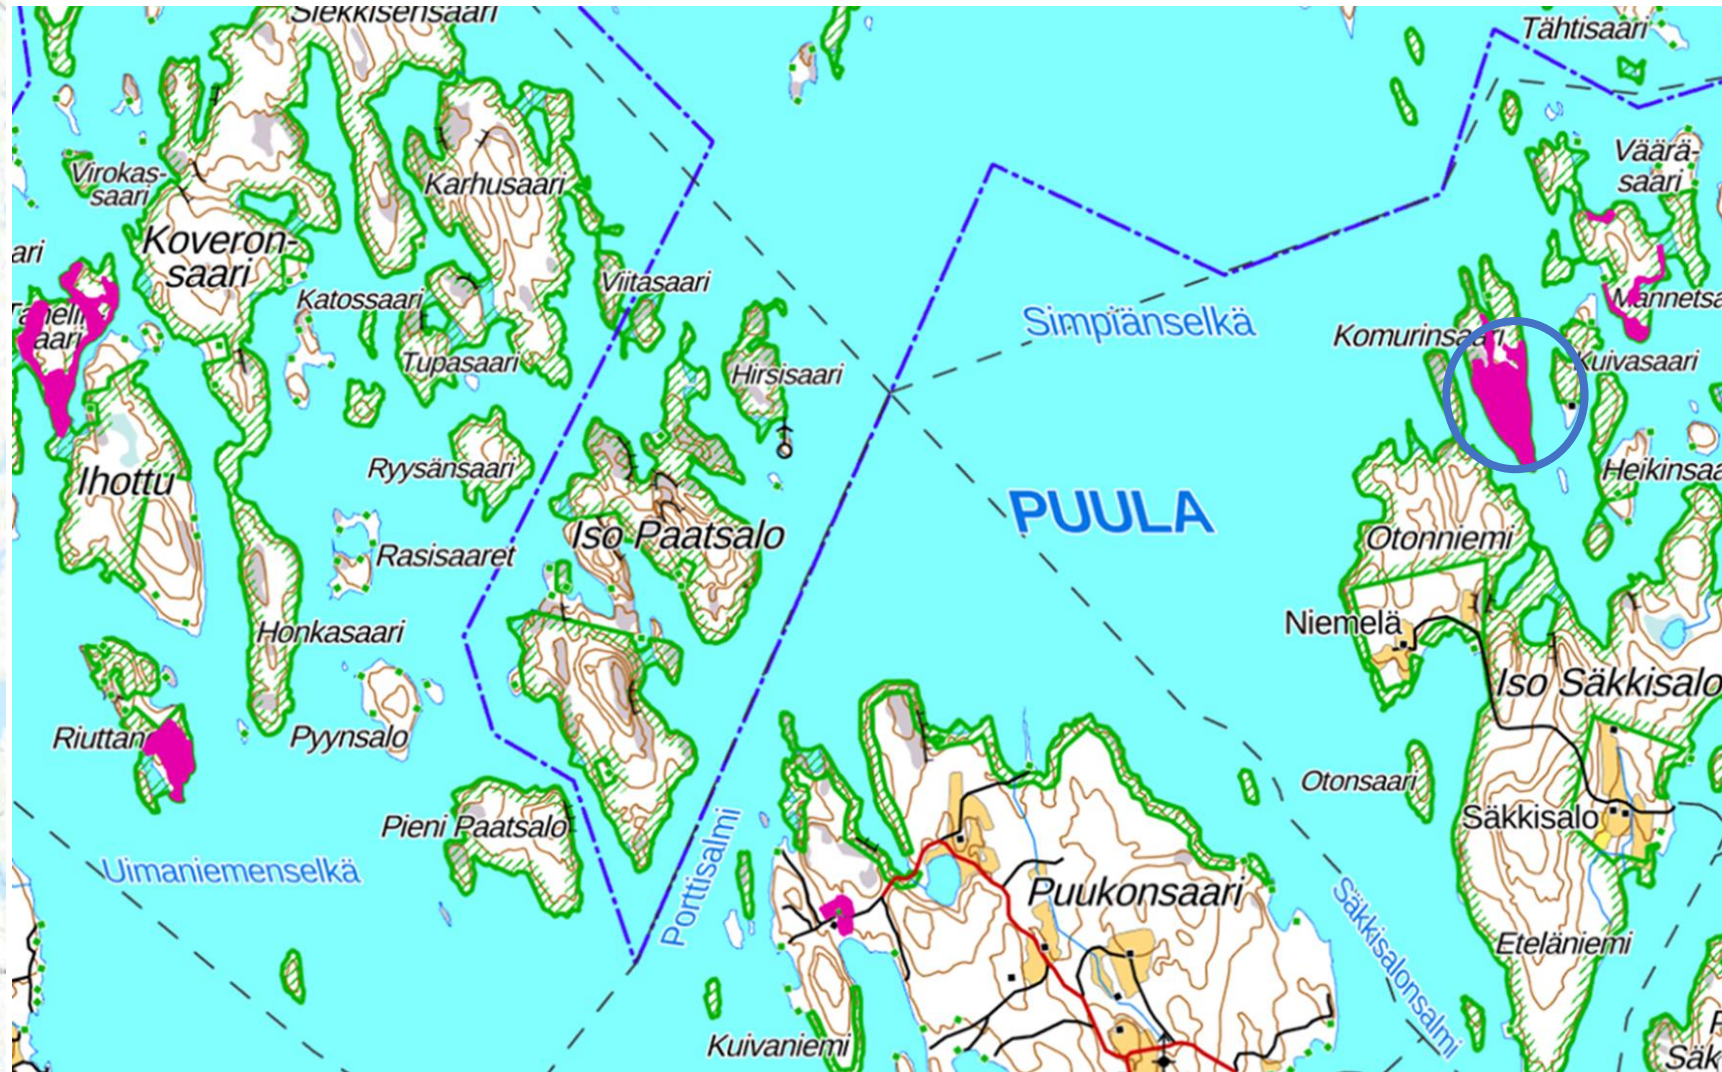 Siekkisensaari
Tähtisaari
Virokas-
saari
Karhusaari
Väärä-
saari
Koveron-
saari
ari
Katossaari
Viitasaari
Tanelin-
aari
Tupasaari
Hirsisaari
Simpiänselkä
Komurinsaari
Mannetsa
Kuivasaari
Ihottu
Ryysänsaari
Heikinsaa
Iso Paatsalo
PUULA
Otonniemi
Rasisaaret
Honkasaari
Niemelä
Iso Säkkisalo
Riuttan
Pyynsalo
Otonsaari
Pieni Paatsalo
Säkkisalo
Uimaniemenselkä
Porttisalmi
Puukonsaari
Säkkisalonsalmi
Eteläniemi
Kuivaniemi
Säk